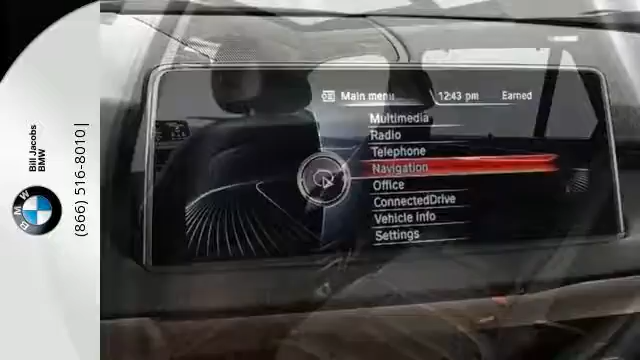 Bill Jacobs
BMW
BMW
(866) 516-8010|
Main menu
12:43 pm
Earned
Multimedia
Radio
Telephone
Navigation
Office
ConnectedDrive
Vehicle info
Settings